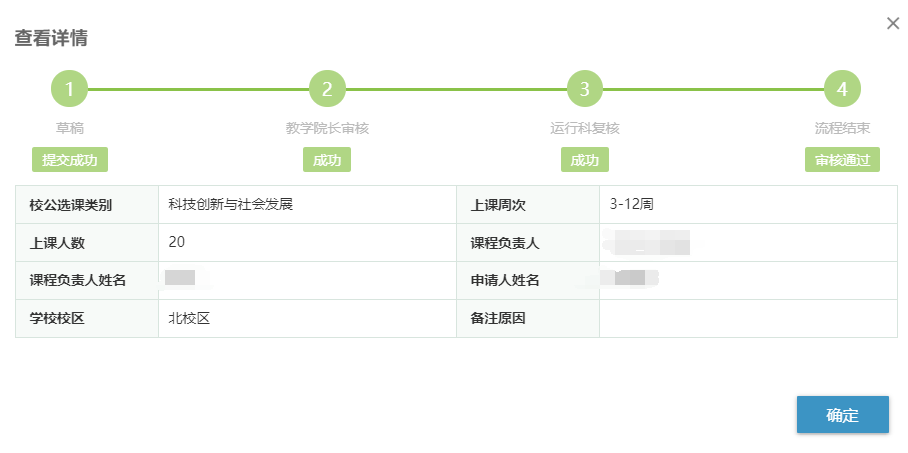 查看详情
1 2 3 4
草稿 教学院长审核 运行科复核 流程结束
提交成功 成功 成功 审核通过
校公选课类别 科技创新与社会发展 上课周次 3-12周
上课人数 20 课程负责人
课程负责人姓名 申请人姓名
学校校区 北校区 备注原因
确定